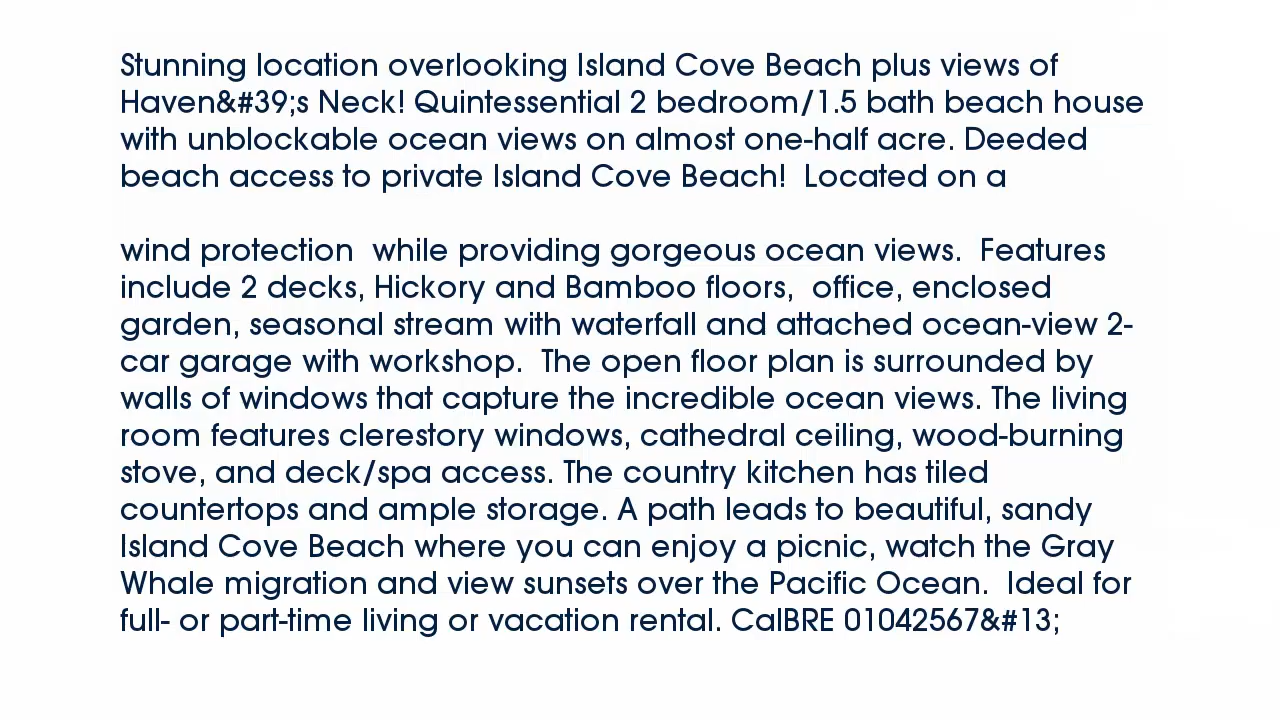 Stunning location overlooking Island Cove Beach plus views of
Haven&#39;s Neck! Quintessential 2 bedroom/1.5 bath beach house
with unblockable ocean views on almost one-half acre. Deeded
beach access to private Island Cove Beach!  Located on a
wind protection  while providing gorgeous ocean views.  Features
include 2 decks, Hickory and Bamboo floors,  office, enclosed
garden, seasonal stream with waterfall and attached ocean-view 2-
car garage with workshop.  The open floor plan is surrounded by
walls of windows that capture the incredible ocean views. The living
room features clerestory windows, cathedral ceiling, wood-burning
stove, and deck/spa access. The country kitchen has tiled
countertops and ample storage. A path leads to beautiful, sandy
Island Cove Beach where you can enjoy a picnic, watch the Gray
Whale migration and view sunsets over the Pacific Ocean.  Ideal for
full- or part-time living or vacation rental. CalBRE 01042567&#13;